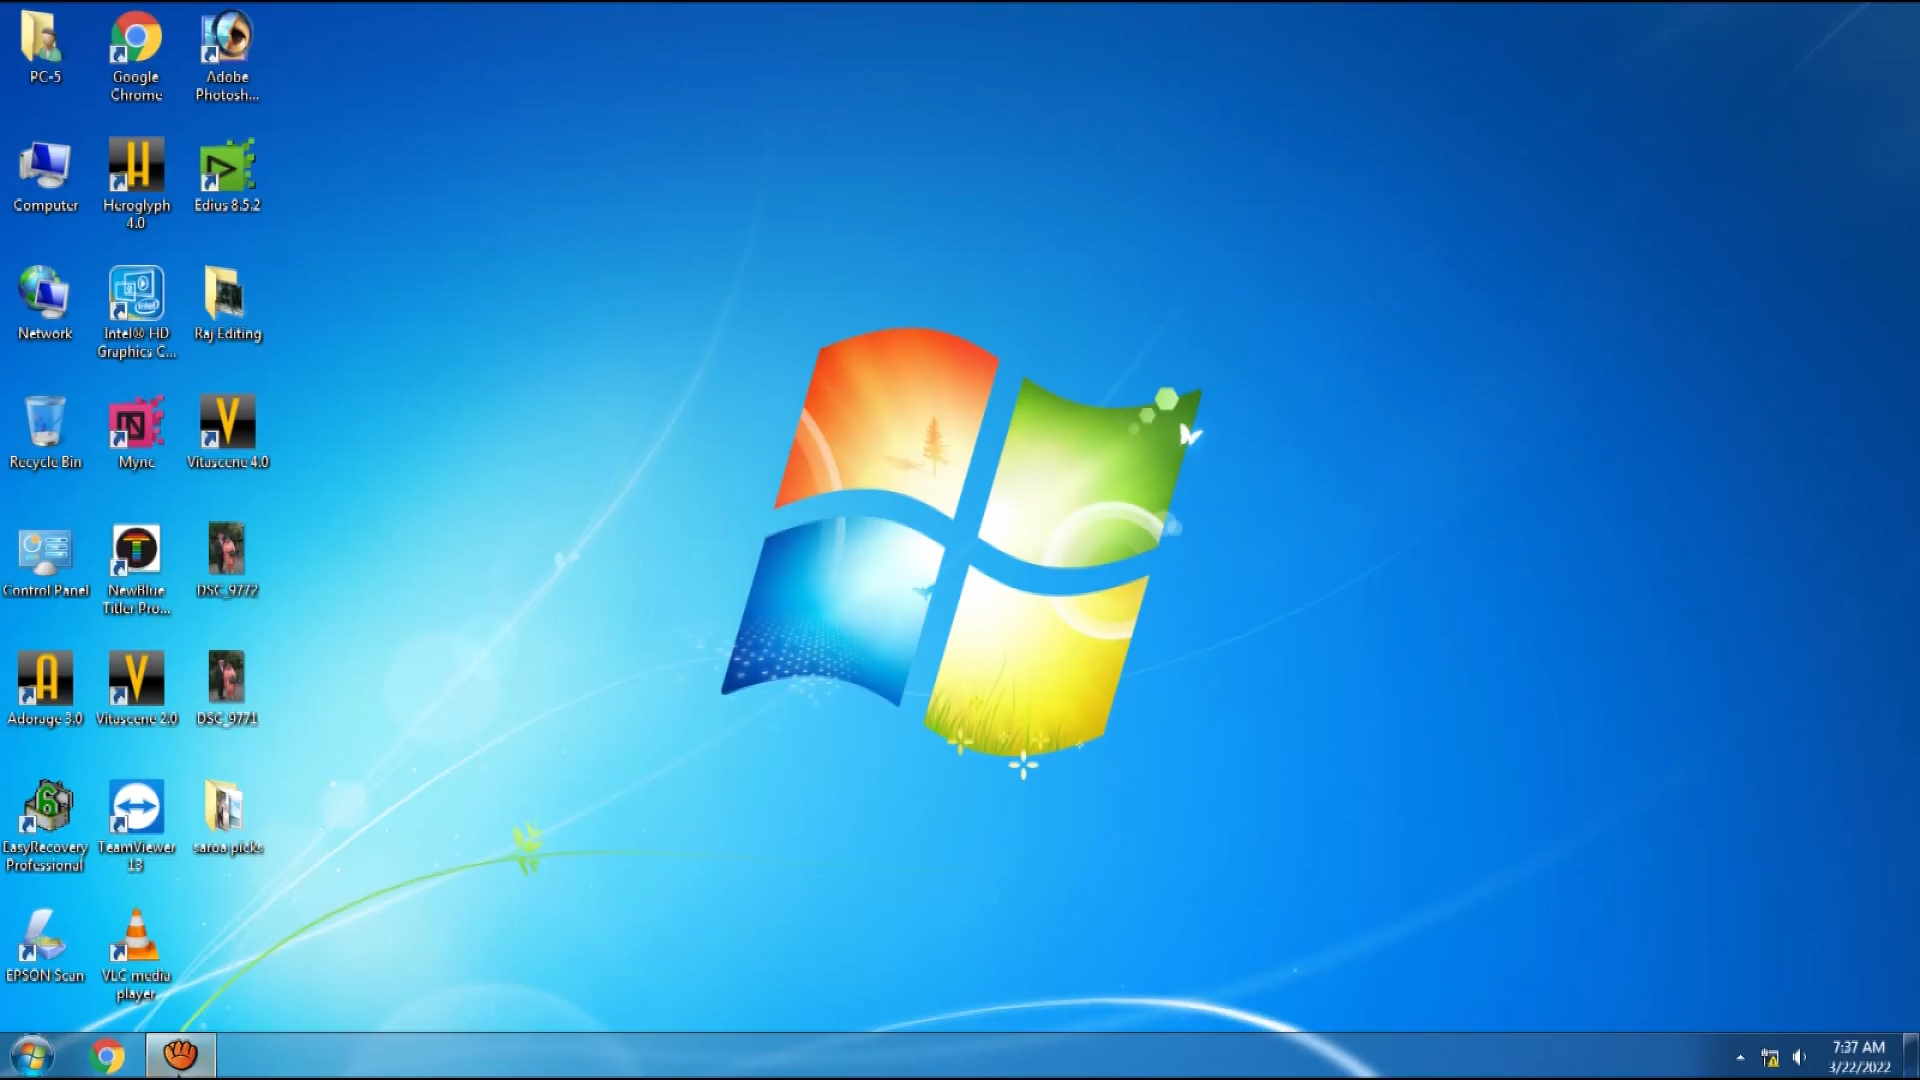 PC-5
Google
Chrome
Adobe
Photosh...
Computer
Heroglyph
4.0
Edius 8.5.2
Network
Intel® HD
Graphics C...
Raj Editing
Recycle Bin
Mync
Vitascene 4.0
Control Panel
NewBlue
Titler Pro...
DSC_9772
Adorage 3.0
Vitascene 2.0
DSC_9771
EasyRecovery
Professional
TeamViewer
13
saroa picks
EPSON Scan
VLC media
player
7:37 AM
3/22/2022